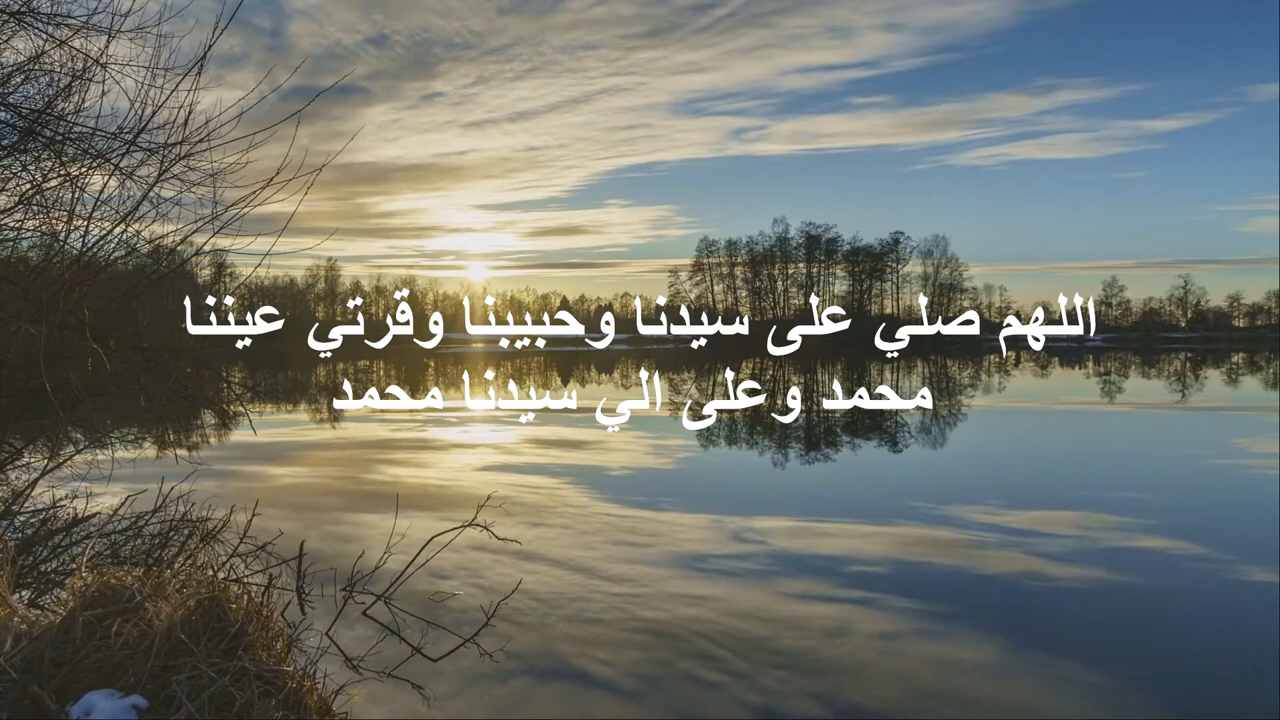 اللهم صلي على سيدنا وحبيبنا وقرتي عيننا
محمد وعلى الي سيدنا محمد